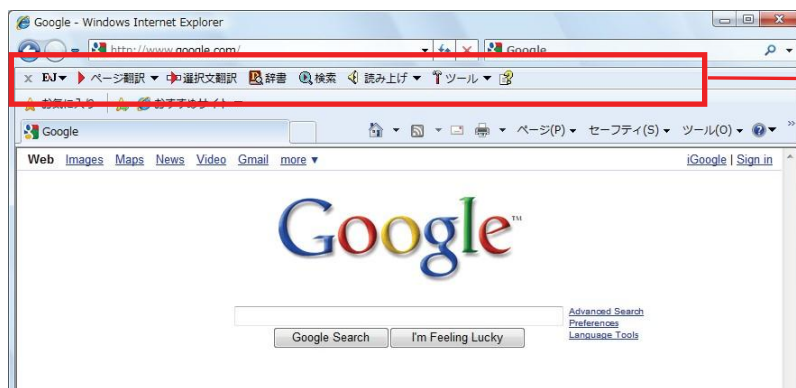 Google - Windows Internet Explorer
http://www.google.com/ Google
x EJ▼ ページ翻訳 ▼ 選択文翻訳 辞書 検索 読み上げ ▼ ツール ▼
お気に入り おすすめサイト ▼
Google ページ(P) ▼ セーフティ(S) ▼ ツール(O) ▼ »
Web Images Maps News Video Gmail more ▼ iGoogle | Sign in
Google™
Advanced Search
Preferences
Language Tools
Google Search I'm Feeling Lucky